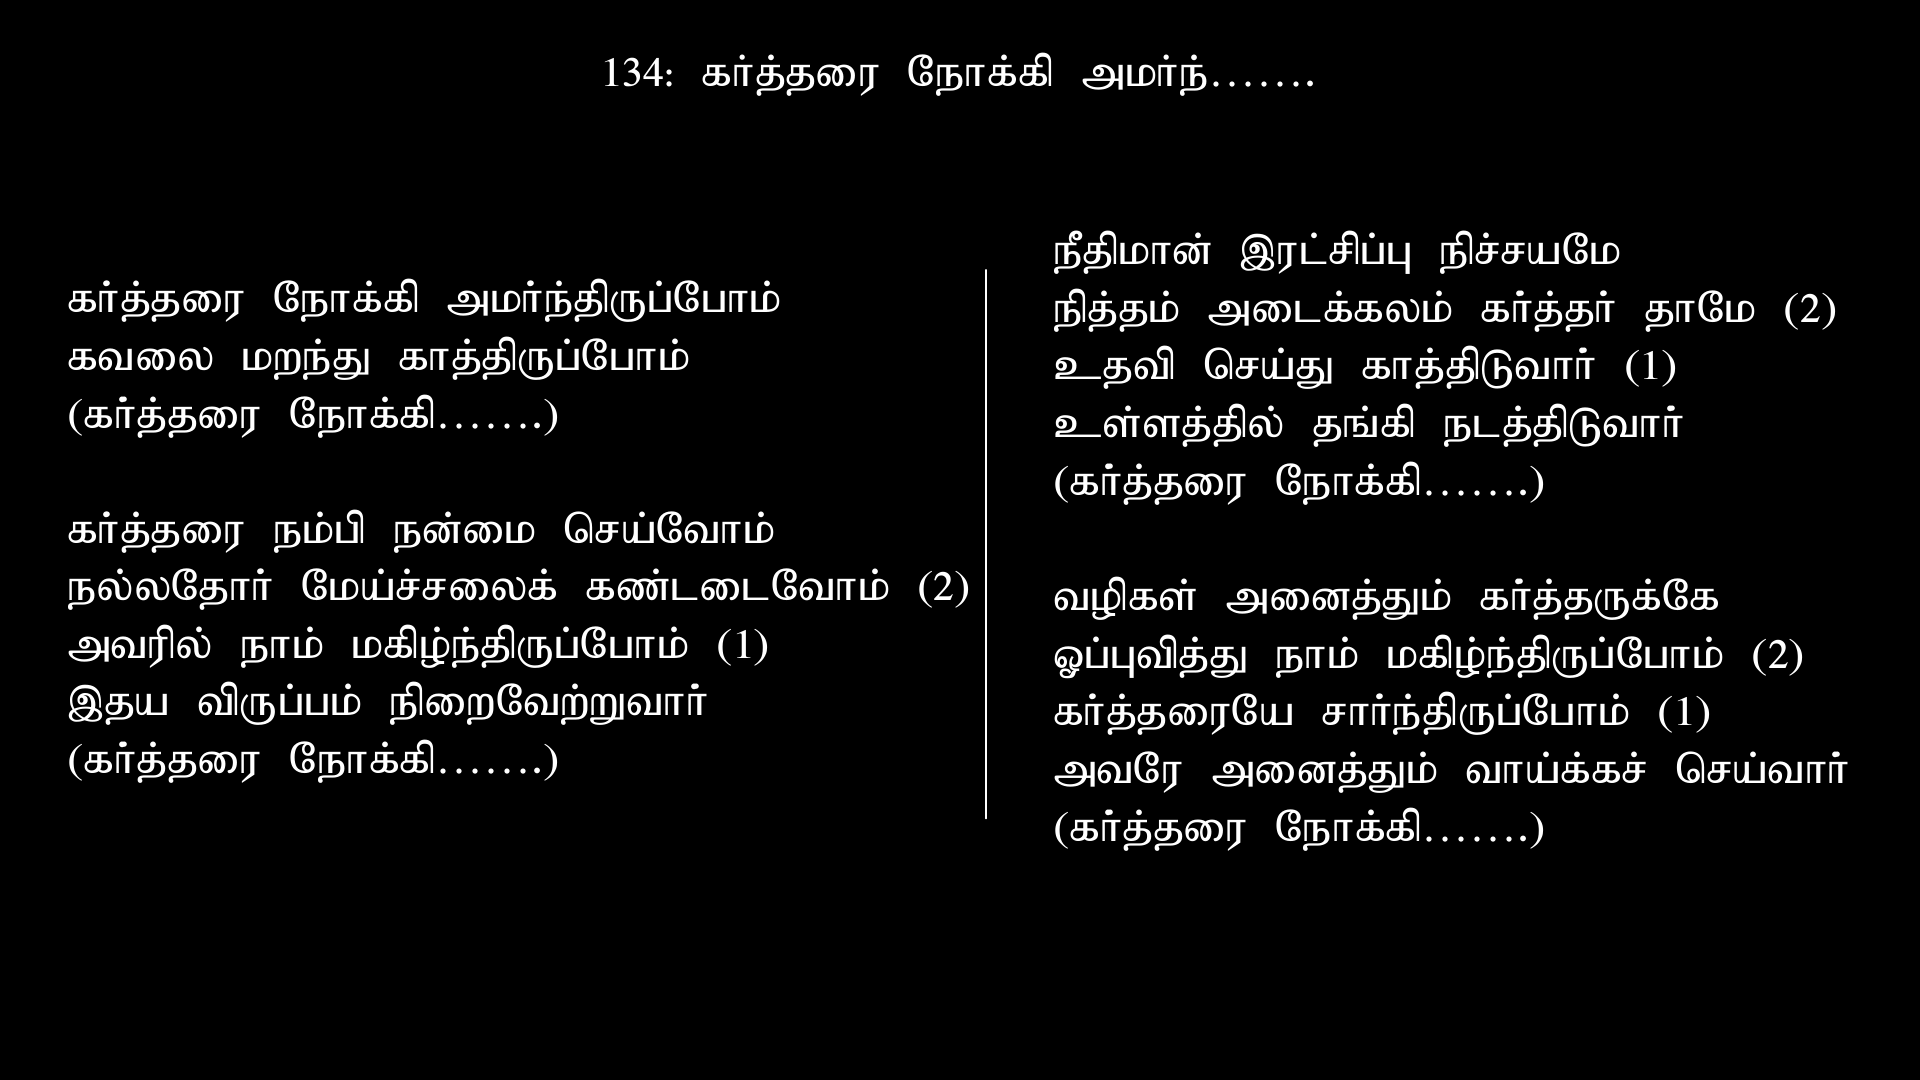 134: கர்த்தரை நோக்கி அமர்ந்.......
கர்த்தரை நோக்கி அமர்ந்திருப்போம்
கவலை மறந்து காத்திருப்போம்
(கர்த்தரை நோக்கி.......)
கர்த்தரை நம்பி நன்மை செய்வோம்
நல்லதோர் மேய்ச்சலைக் கண்டடைவோம் (2)
அவரில் நாம் மகிழ்ந்திருப்போம் (1)
இதய விருப்பம் நிறைவேற்றுவார்
(கர்த்தரை நோக்கி.......)
நீதிமான் இரட்சிப்பு நிச்சயமே
நித்தம் அடைக்கலம் கர்த்தர் தாமே (2)
உதவி செய்து காத்திடுவார் (1)
உள்ளத்தில் தங்கி நடத்திடுவார்
(கர்த்தரை நோக்கி.......)
வழிகள் அனைத்தும் கர்த்தருக்கே
ஓப்புவித்து நாம் மகிழ்ந்திருப்போம் (2)
கர்த்தரையே சார்ந்திருப்போம் (1)
அவரே அனைத்தும் வாய்க்கச் செய்வார்
(கர்த்தரை நோக்கி.......)